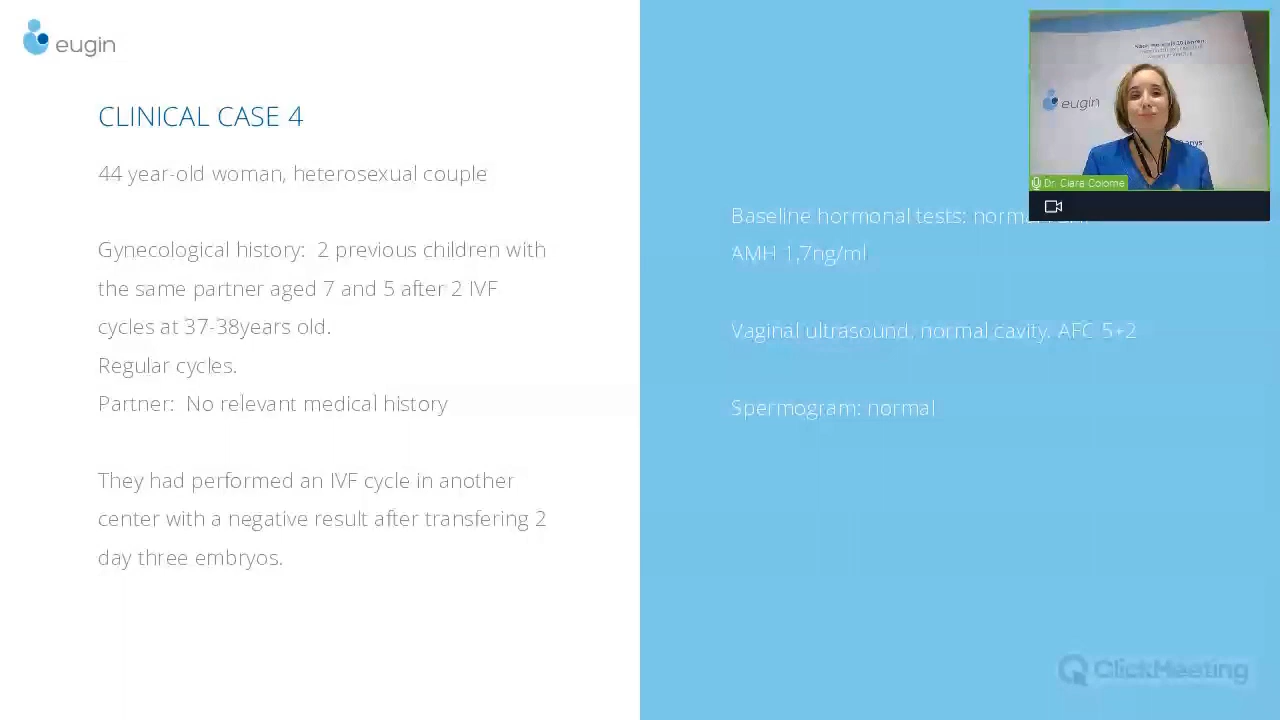 eugin
CLINICAL CASE 4
44 year-old woman, heterosexual couple
Gynecological history: 2 previous children with
the same partner aged 7 and 5 after 2 IVF
cycles at 37-38years old.
Regular cycles.
Partner: No relevant medical history
They had performed an IVF cycle in another
center with a negative result after transfering 2
day three embryos.
eugin
Dr. Clara Colome
Baseline hormonal tests:
AMH 1,7ng/ml
Vaginal ultrasound, normal cavity. AFC 5+2
Spermogram: normal
ClickMeeting